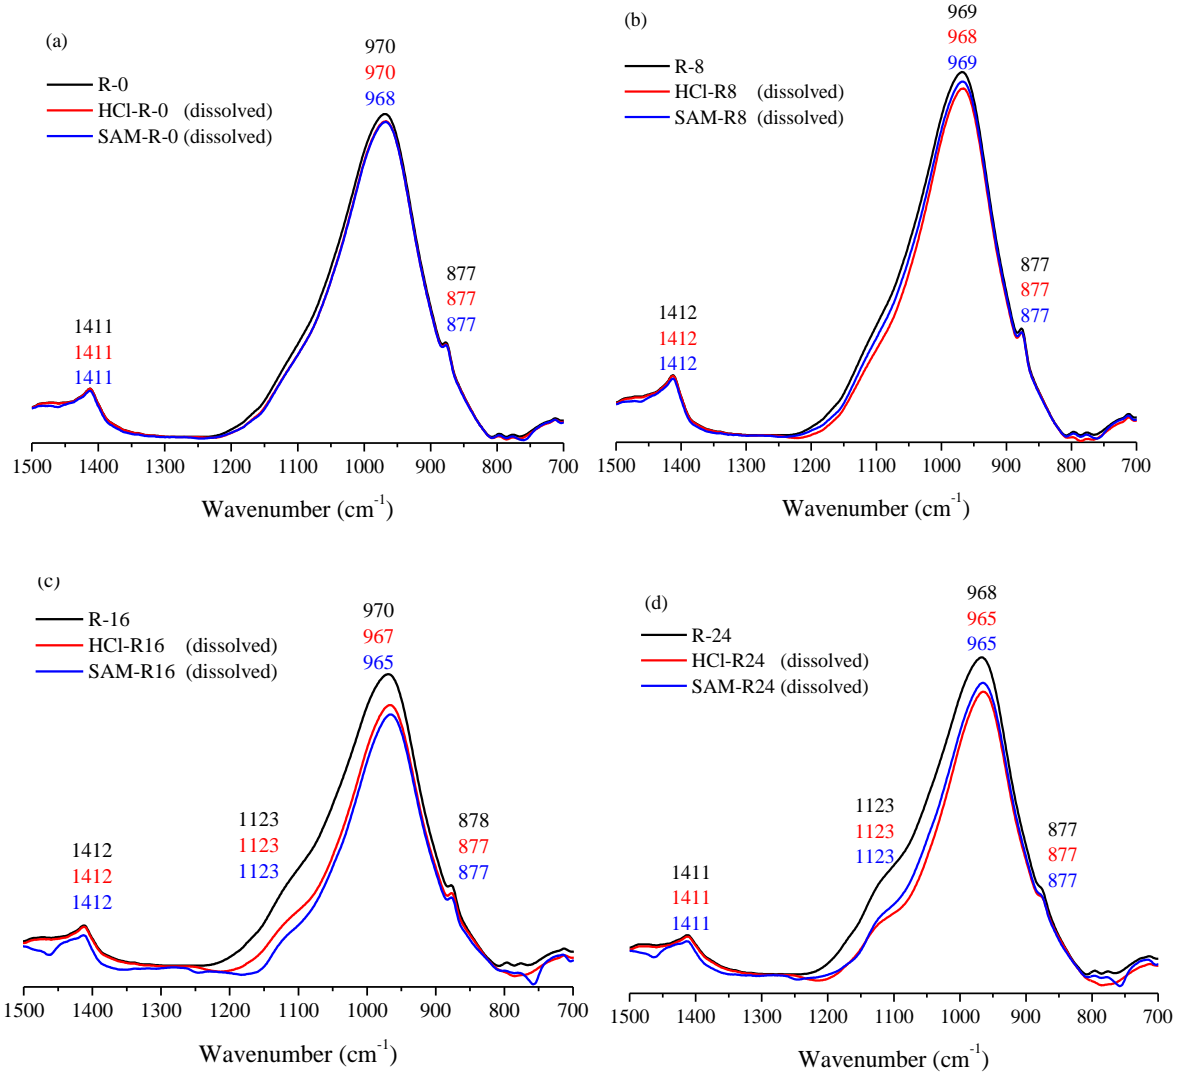 (a)
R-0
HCl-R-0 (dissolved)
SAM-R-0 (dissolved)
970
970
968
877
877
877
1411
1411
1411
1500 1400 1300 1200 1100 1000 900 800 700
Wavenumber (cm-1)
(b)
R-8
HCl-R8 (dissolved)
SAM-R8 (dissolved)
969
968
969
877
877
877
1412
1412
1412
1500 1400 1300 1200 1100 1000 900 800 700
Wavenumber (cm-1)
(c)
R-16
HCl-R16 (dissolved)
SAM-R16 (dissolved)
970
967
965
1123
1123
1123
878
877
877
1412
1412
1412
1500 1400 1300 1200 1100 1000 900 800 700
Wavenumber (cm-1)
(d)
R-24
HCl-R24 (dissolved)
SAM-R24 (dissolved)
968
965
965
1123
1123
1123
877
877
877
1411
1411
1411
1500 1400 1300 1200 1100 1000 900 800 700
Wavenumber (cm-1)